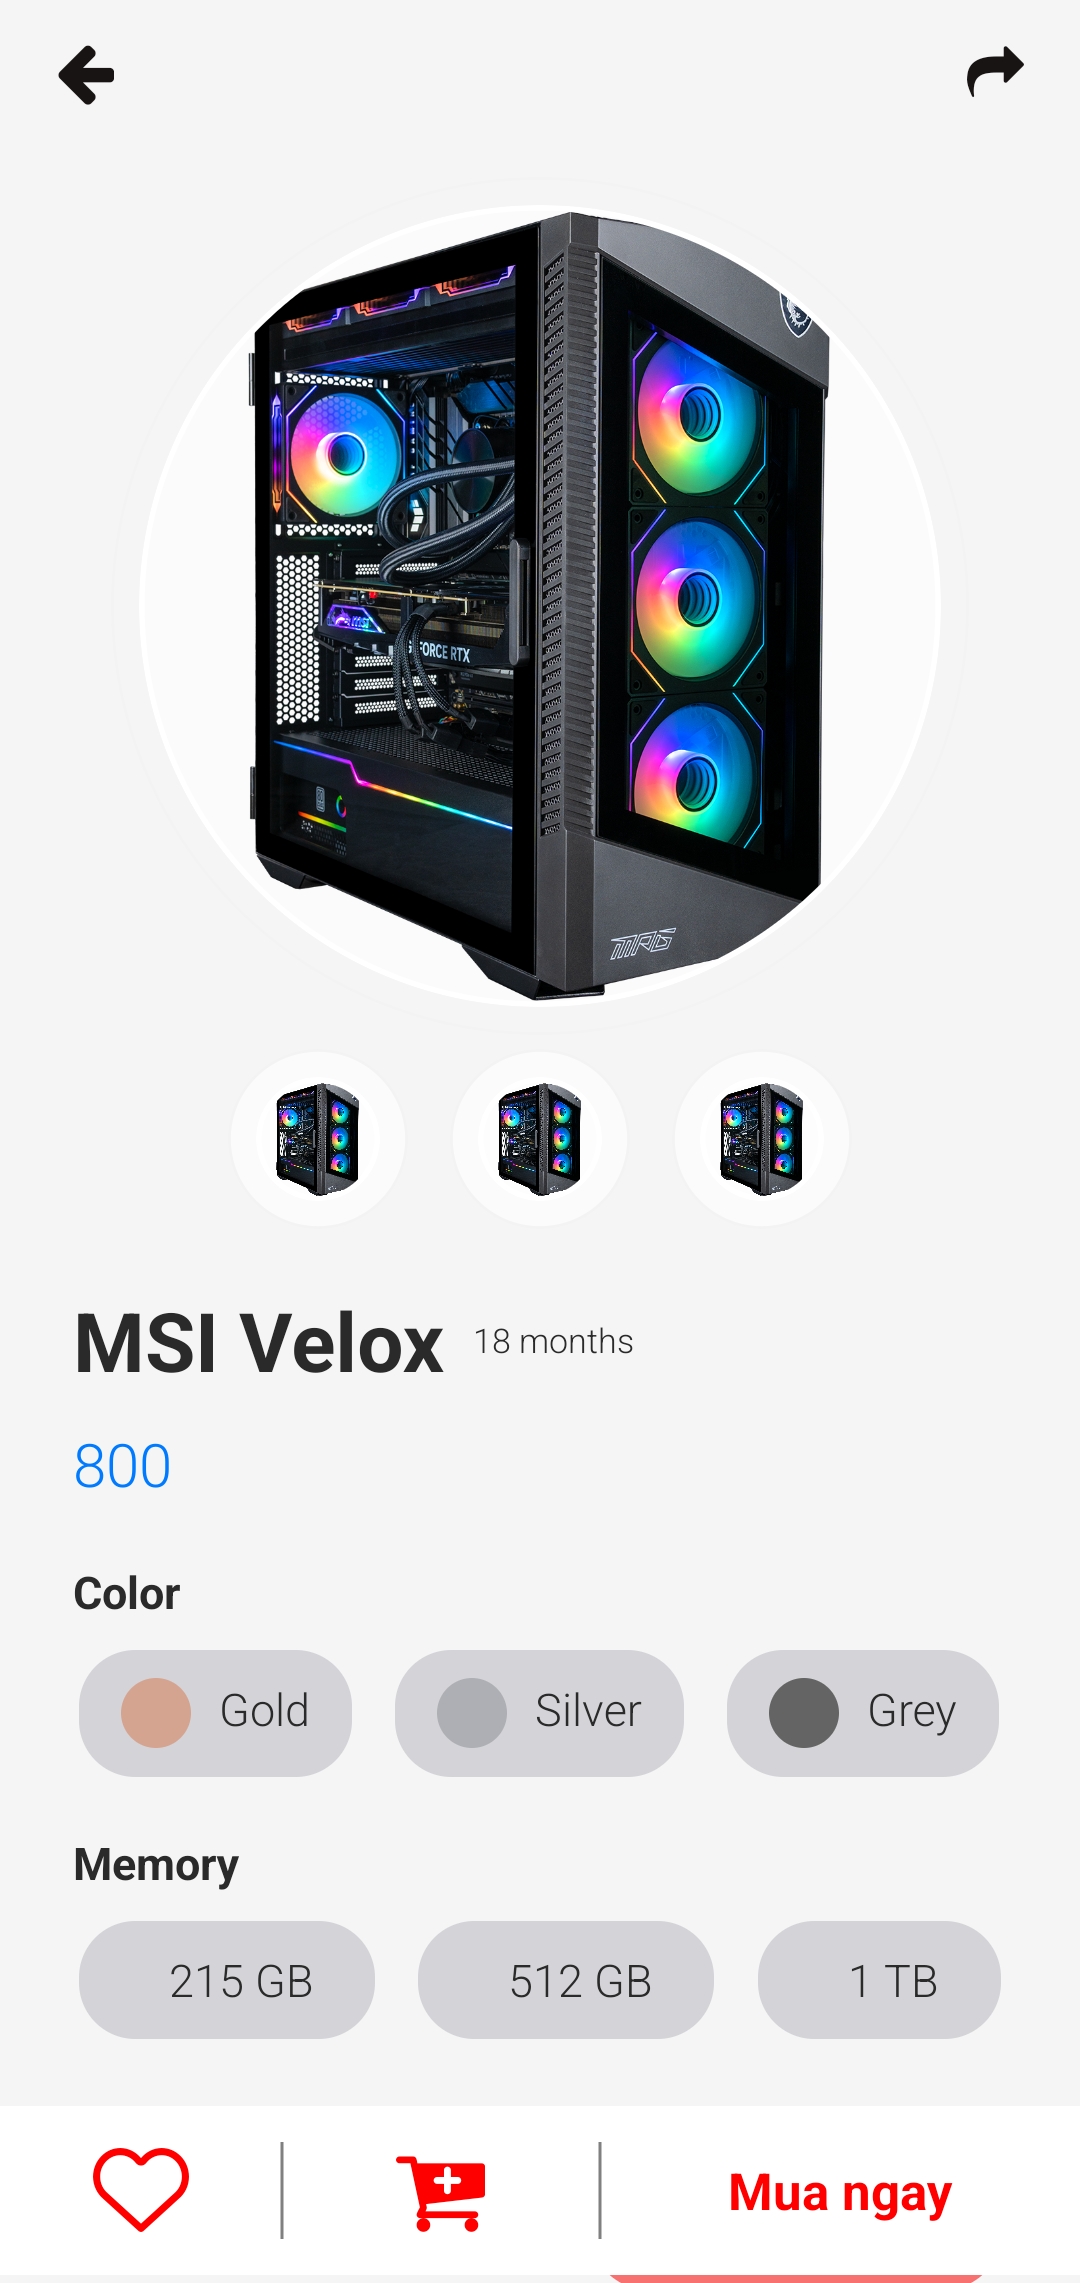 msi
FORCE RTX
MPG
MSI Velox 18 months
800
Color
Gold Silver Grey
Memory
215 GB 512 GB 1 TB
Mua ngay